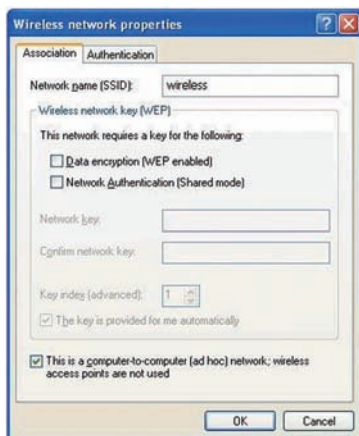 Wireless network properties
Association Authentication
Network name (SSID): wireless
Wireless network key (WEP)
This network requires a key for the following:
Data encryption (WEP enabled)
Network Authentication (Shared mode)
Network key:
Confirm network key:
Key index (advanced): 1
The key is provided for me automatically
This is a computer-to-computer (ad hoc) network; wireless
access points are not used
OK Cancel